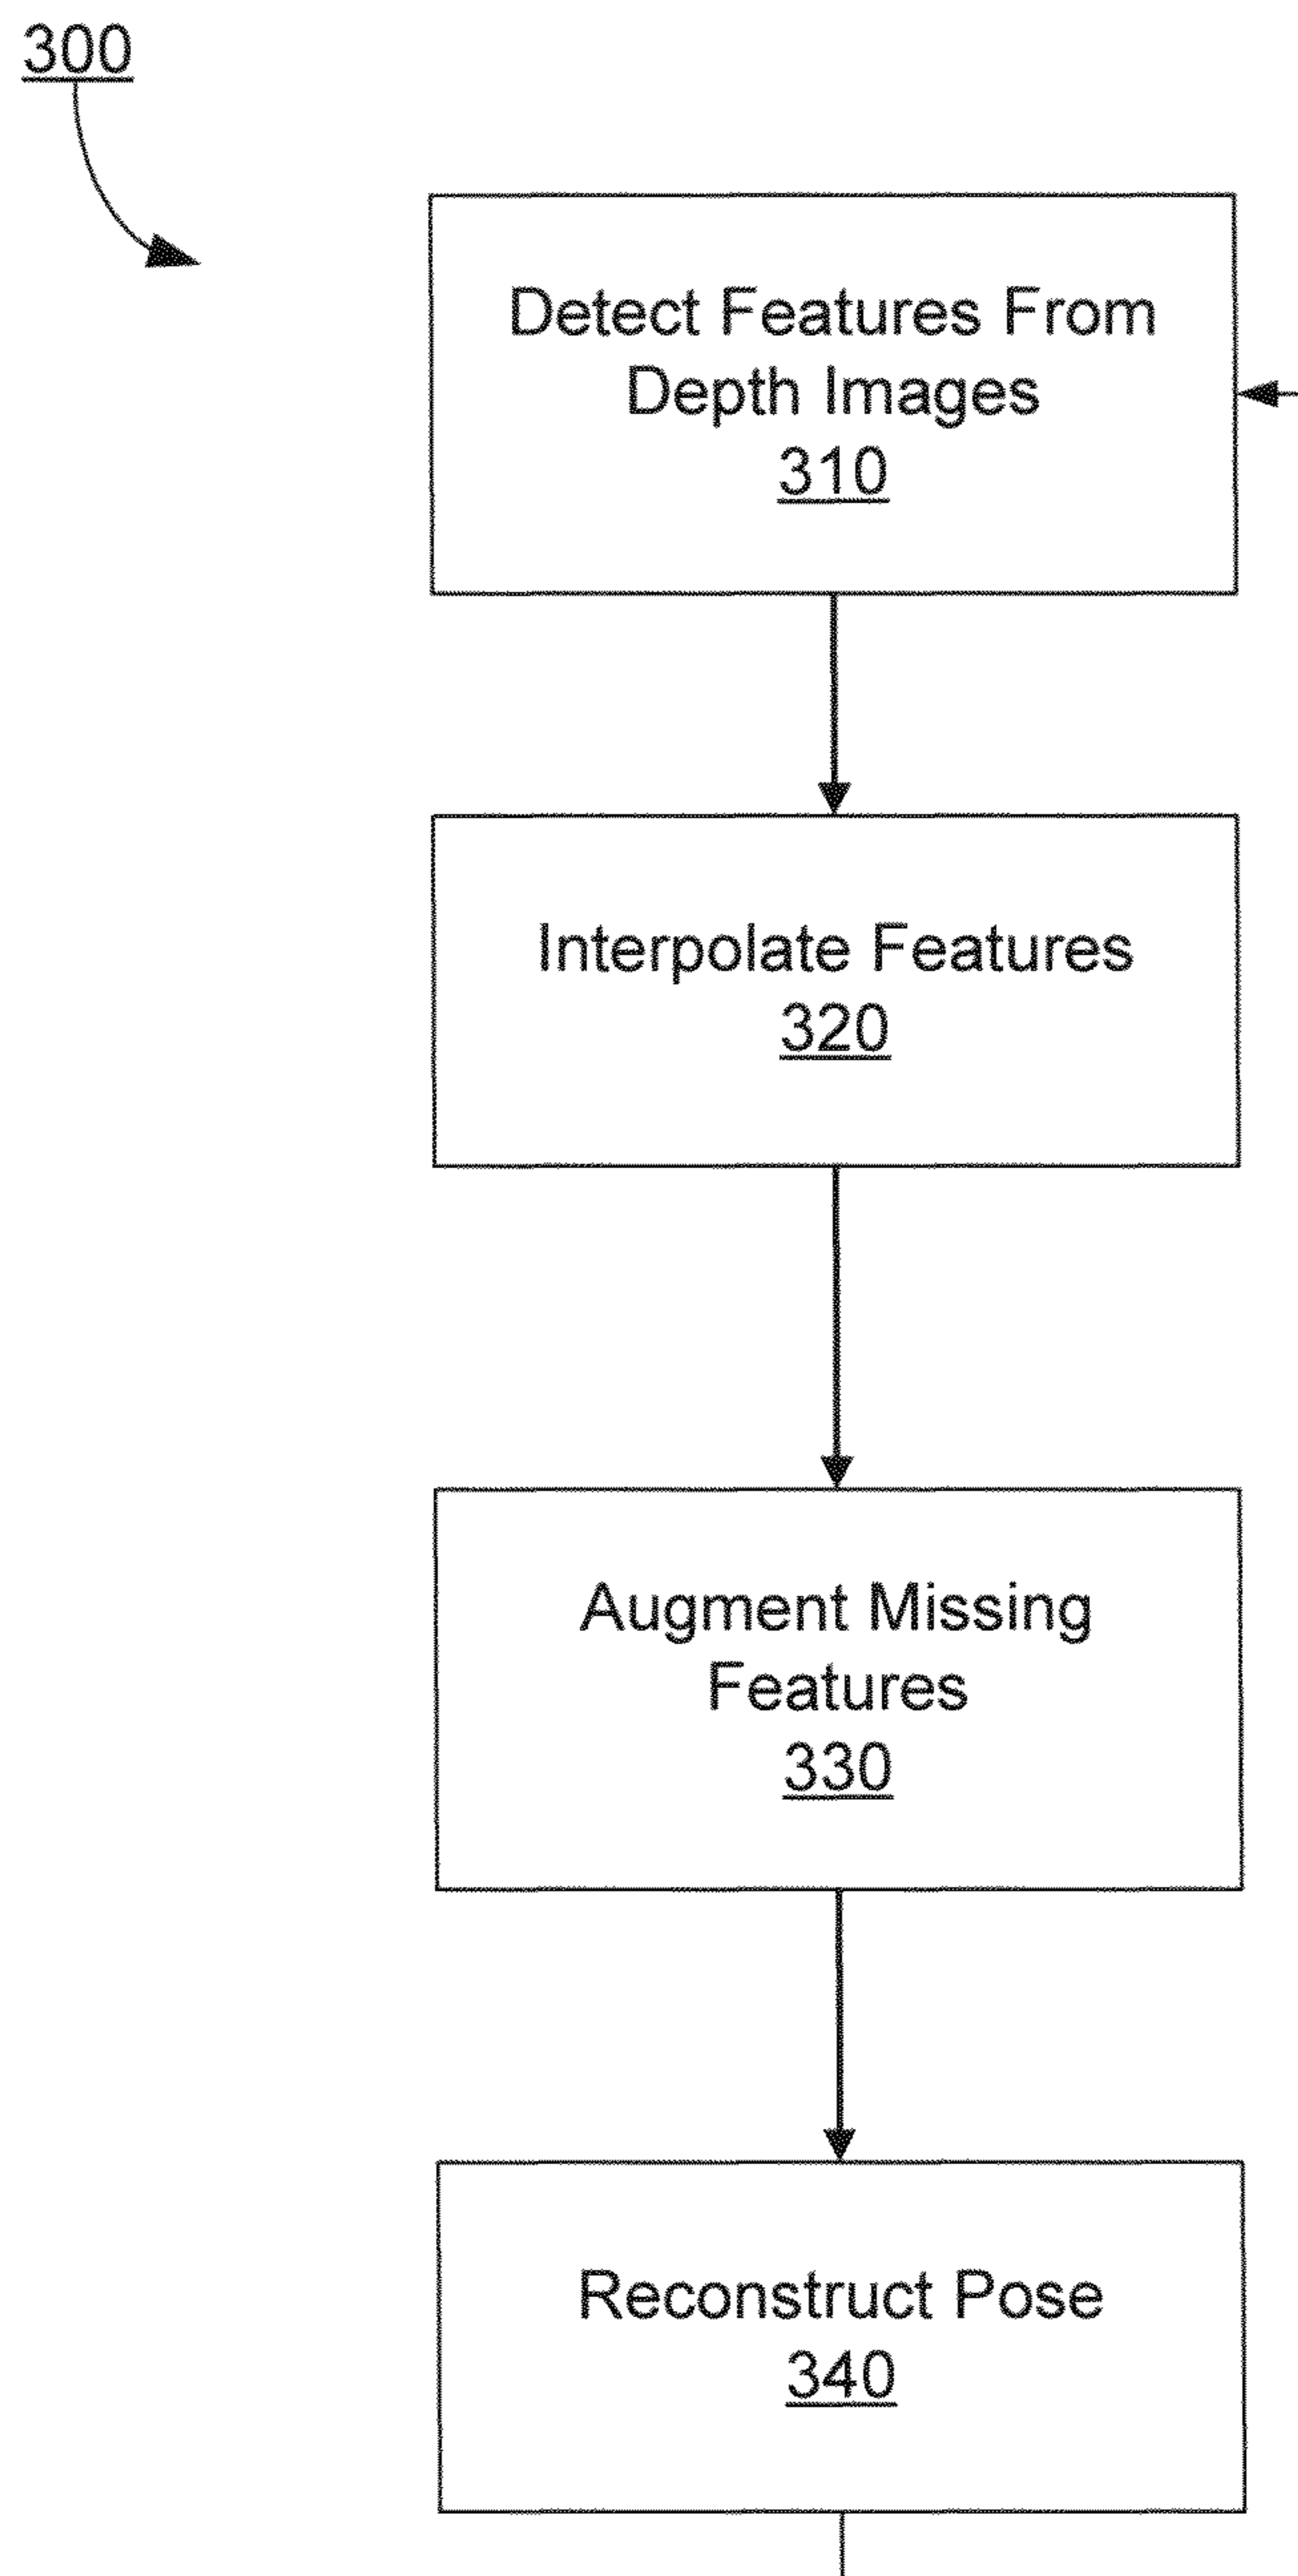 300
Detect Features From
Depth Images
310
Interpolate Features
320
Augment Missing
Features
330
Reconstruct Pose
340